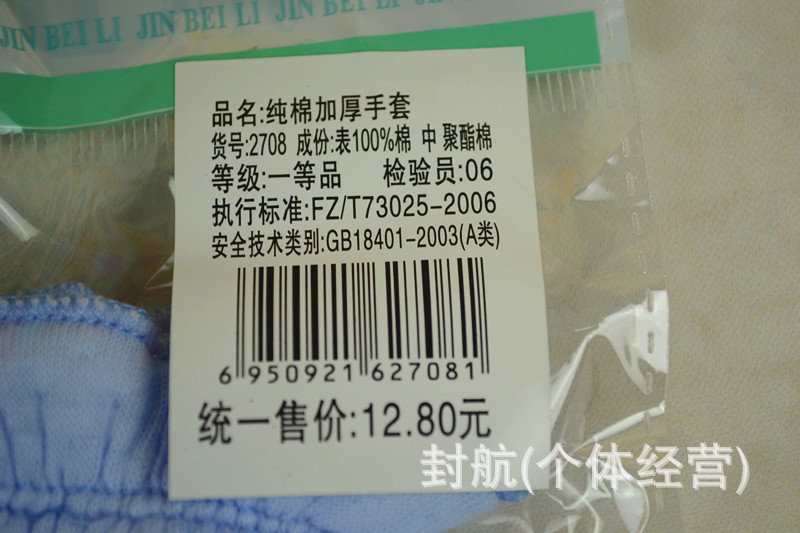 JIN BEI LI JIN BEI LI JIN BEI LI
品名:纯棉加厚手套
货号:2708 成份:表100%棉 中 聚酯棉
等级:一等品 检验员:06
执行标准:FZ/T73025-2006
安全技术类别:GB18401-2003(A类)
6 950921 627081
统一售价:12.80元
封航(个体经营)